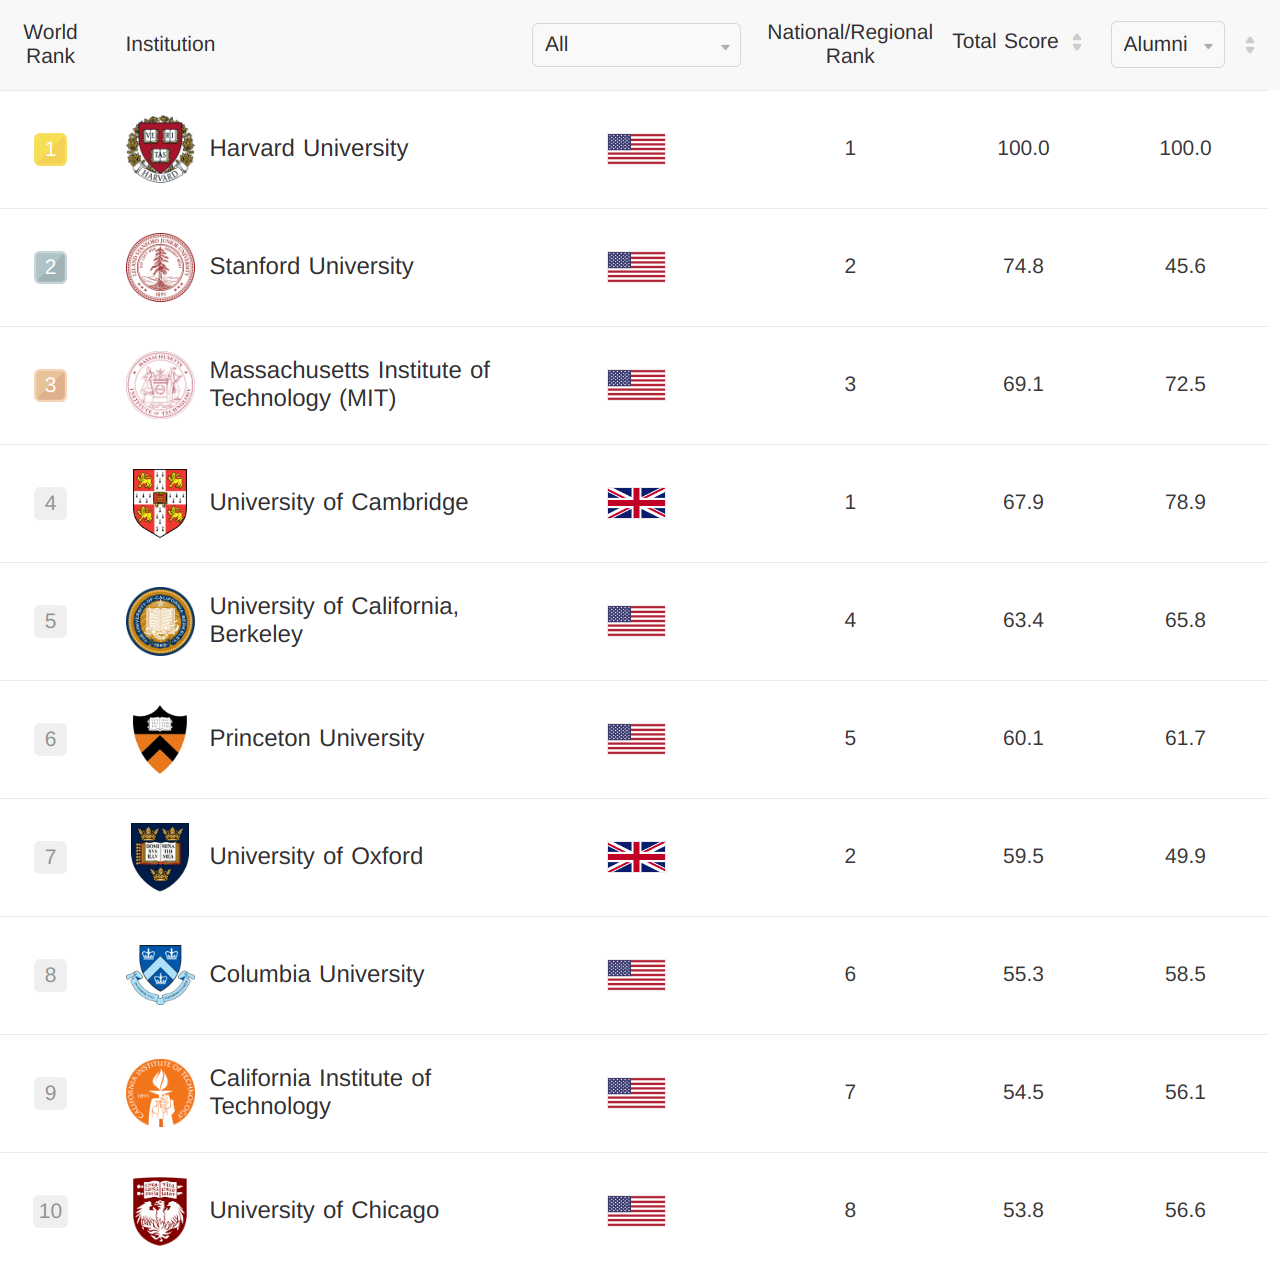 World Rank Institution All National/Regional Rank Total Score Alumni
1 Harvard University 1 100.0 100.0
2 Stanford University 2 74.8 45.6
3 Massachusetts Institute of Technology (MIT) 3 69.1 72.5
4 University of Cambridge 1 67.9 78.9
5 University of California, Berkeley 4 63.4 65.8
6 Princeton University 5 60.1 61.7
7 University of Oxford 2 59.5 49.9
8 Columbia University 6 55.3 58.5
9 California Institute of Technology 7 54.5 56.1
10 University of Chicago 8 53.8 56.6